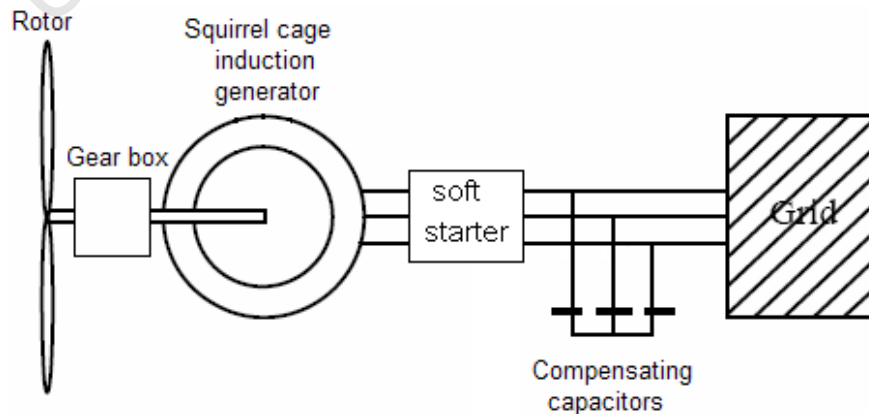 Rotor
Squirrel cage
induction
generator
Gear box
soft
starter
Grid
Compensating
capacitors